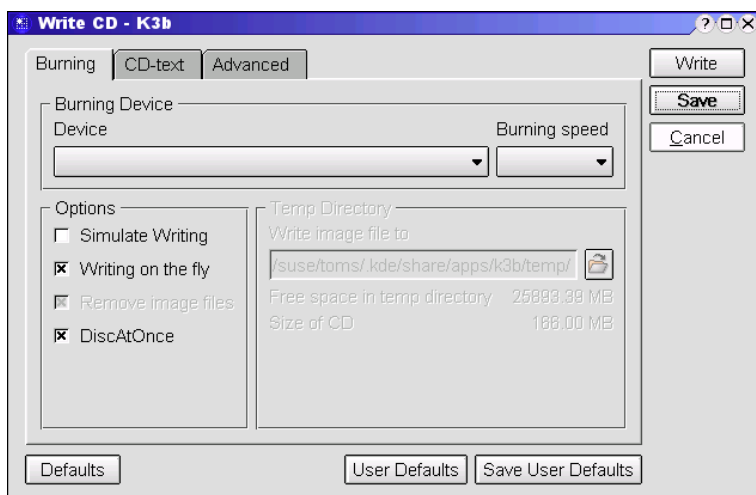 Write CD - K3b
Burning CD-text Advanced
Write
Save
Cancel
Burning Device
Device Burning speed
Options
Simulate Writing
Writing on the fly
Remove image files
DiscAtOnce
Temp Directory
Write image file to
/suse/toms/.kde/share/apps/k3b/temp/
Free space in temp directory 25893.39 MB
Size of CD 166.00 MB
Defaults User Defaults Save User Defaults